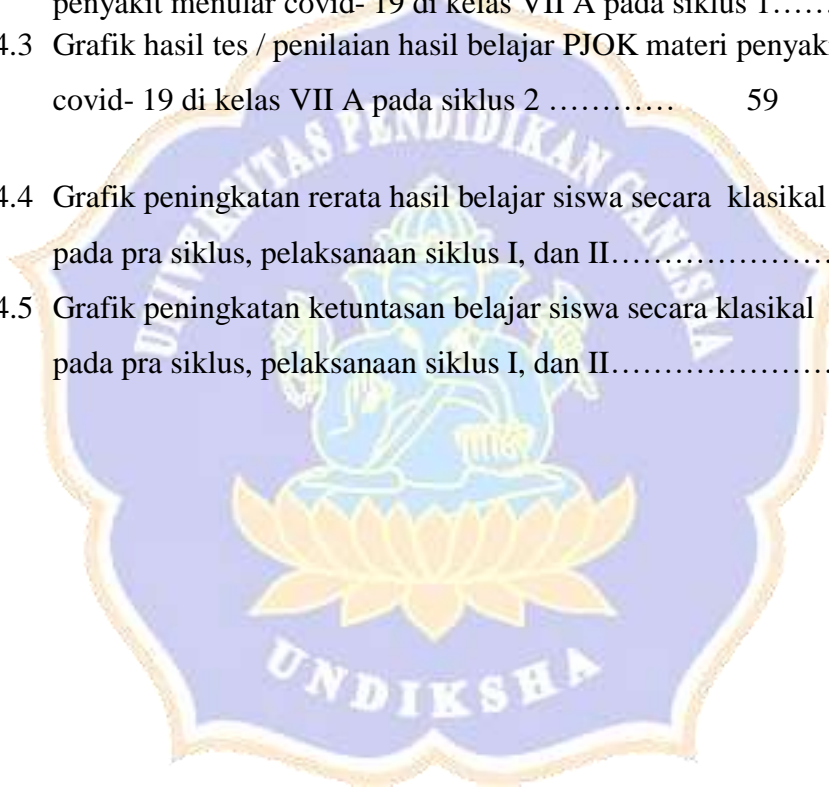 penyakit menular covid- 19 di kelas VII A pada siklus 1……
4.3 Grafik hasil tes / penilaian hasil belajar PJOK materi penyaki
covid- 19 di kelas VII A pada siklus 2 ………… 59
4.4 Grafik peningkatan rerata hasil belajar siswa secara klasikal
pada pra siklus, pelaksanaan siklus I, dan II…………………
4.5 Grafik peningkatan ketuntasan belajar siswa secara klasikal
pada pra siklus, pelaksanaan siklus I, dan II…………………
UNIVERSITAS PENDIDIKAN GANESHA
UNDIKSHA